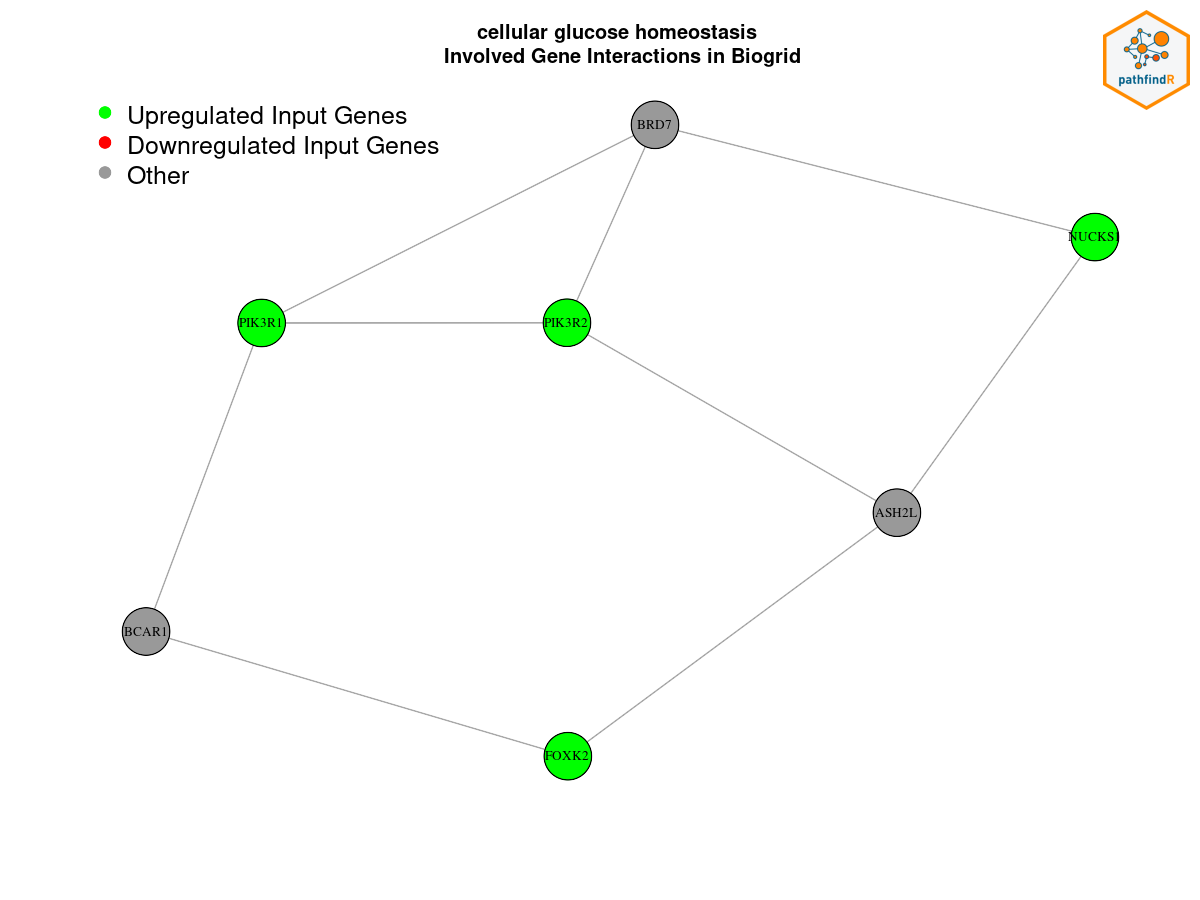 cellular glucose homeostasis
Involved Gene Interactions in Biogrid
pathfindR
Upregulated Input Genes
Downregulated Input Genes
Other
BRD7
NUCKS1
PIK3R1
PIK3R2
ASH2L
BCAR1
FOXK2